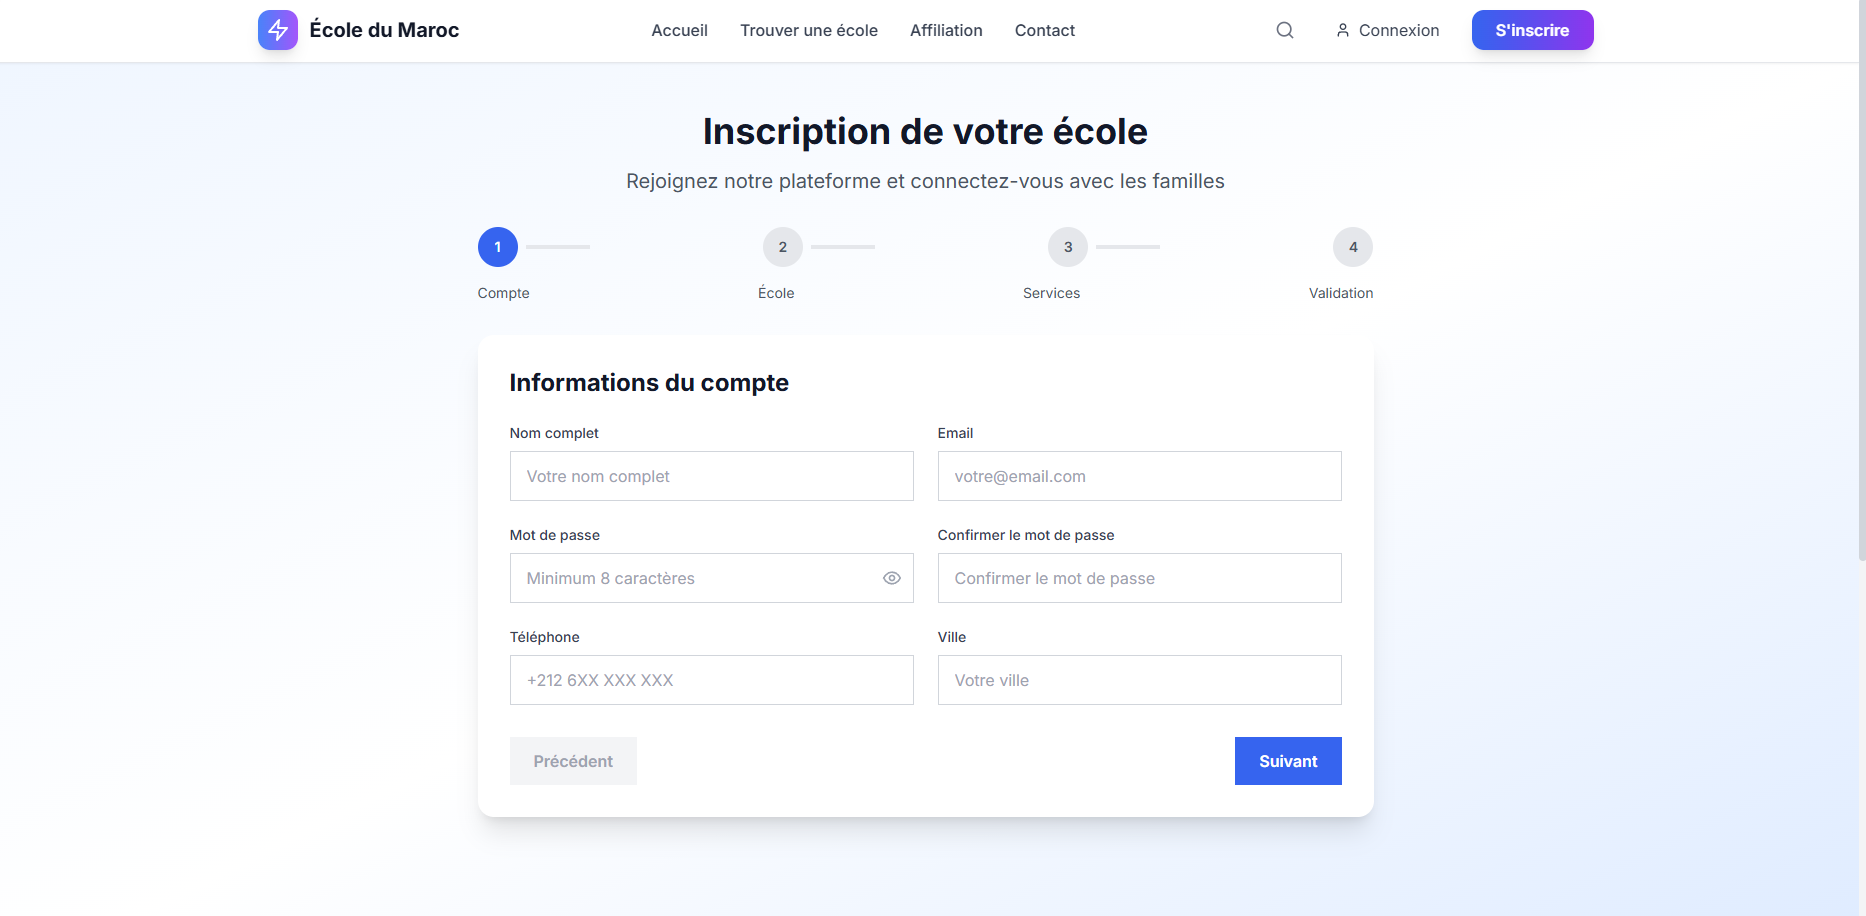 École du Maroc
Accueil
Trouver une école
Affiliation
Contact
Connexion
S'inscrire
Inscription de votre école
Rejoignez notre plateforme et connectez-vous avec les familles
1
2
3
4
Compte
École
Services
Validation
Informations du compte
Nom complet
Email
Votre nom complet
votre@email.com
Mot de passe
Confirmer le mot de passe
Minimum 8 caractères
Confirmer le mot de passe
Téléphone
Ville
+212 6XX XXX XXX
Votre ville
Précédent
Suivant